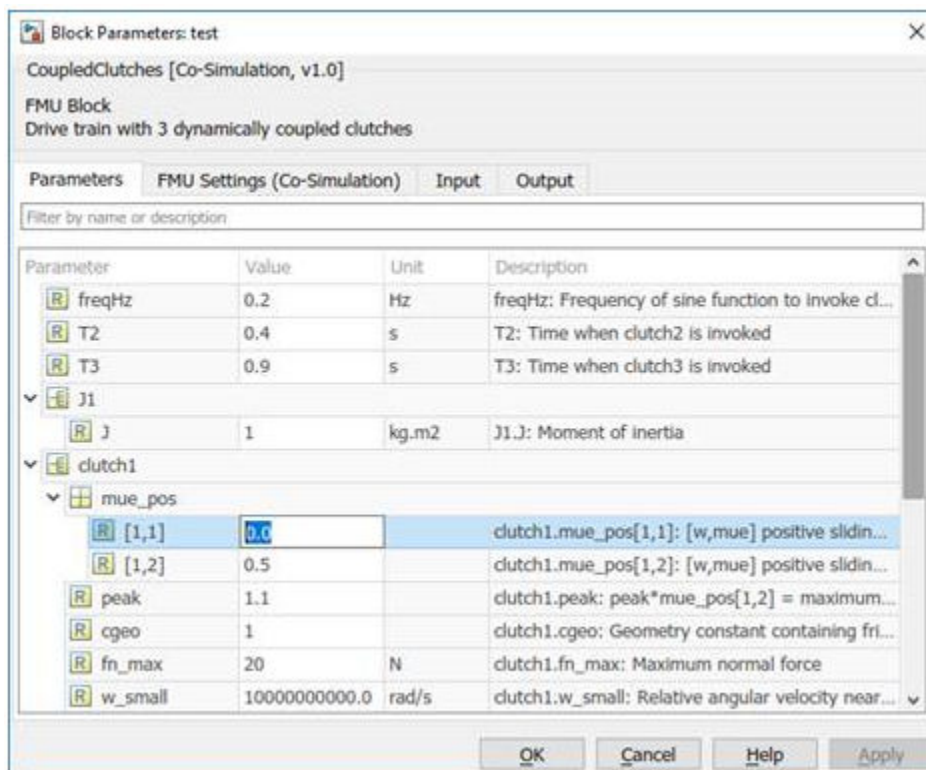 Block Parameters: test
CoupledClutches [Co-Simulation, v1.0]
FMU Block
Drive train with 3 dynamically coupled clutches
Parameters FMU Settings (Co-Simulation) Input Output
Filter by name or description
Parameter Value Unit Description
R freqHz 0.2 Hz freqHz: Frequency of sine function to invoke cl...
R T2 0.4 s T2: Time when clutch2 is invoked
R T3 0.9 s T3: Time when clutch3 is invoked
J1
R J 1 kg.m2 J1.J: Moment of inertia
clutch1
mue_pos
R [1,1] 0.0 clutch1.mue_pos[1,1]: [w,mue] positive slidin...
R [1,2] 0.5 clutch1.mue_pos[1,2]: [w,mue] positive slidin...
R peak 1.1 clutch1.peak: peak*mue_pos[1,2] = maximum...
R cgeo 1 clutch1.cgeo: Geometry constant containing fri...
R fn_max 20 N clutch1.fn_max: Maximum normal force
R w_small 10000000000.0 rad/s clutch1.w_small: Relative angular velocity near...
OK Cancel Help Apply